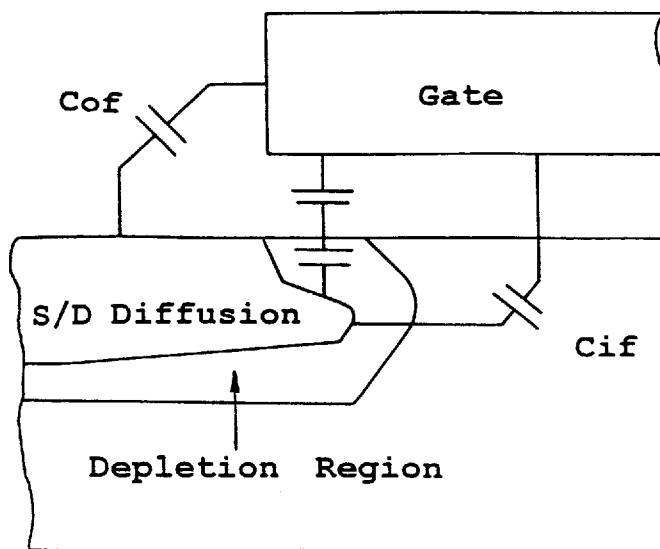 Cof
Gate
S/D Diffusion
Cif
Depletion Region